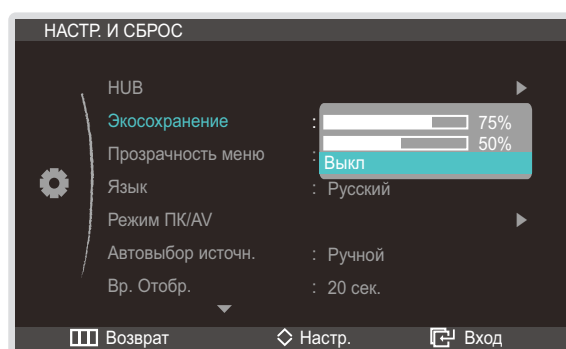 НАСТР. И СБРОС
HUB
Экосохранение : 75%
50%
Прозрачность меню : Выкл
Язык : Русский
Режим ПК/AV
Автовыбор источн. : Ручной
Вр. Отобр. : 20 сек.
Возврат Настр. Вход